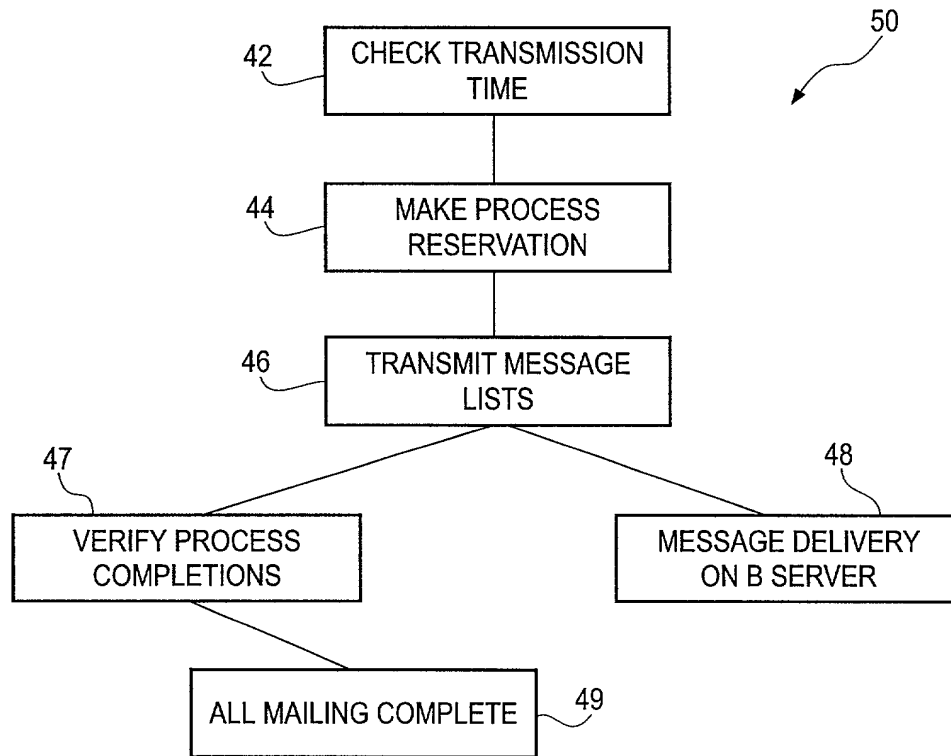 50
42
CHECK TRANSMISSION
TIME
44
MAKE PROCESS
RESERVATION
46
TRANSMIT MESSAGE
LISTS
47
VERIFY PROCESS
COMPLETIONS
48
MESSAGE DELIVERY
ON B SERVER
ALL MAILING COMPLETE
49